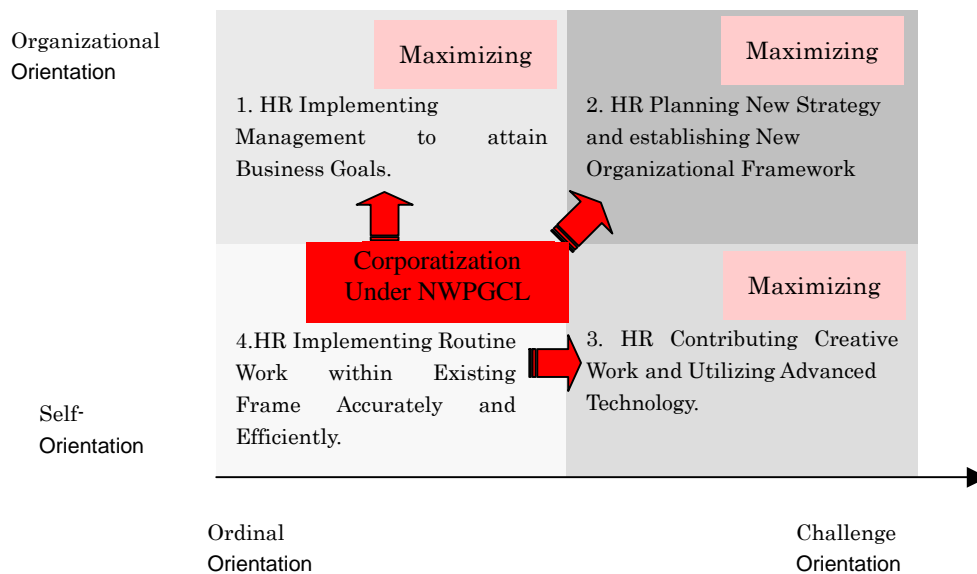 Organizational
Orientation
Maximizing
1. HR Implementing
Management to attain
Business Goals.
Maximizing
2. HR Planning New Strategy
and establishing New
Organizational Framework
Corporatization
Under NWPGCL
4.HR Implementing Routine
Work within Existing
Frame Accurately and
Efficiently.
Maximizing
3. HR Contributing Creative
Work and Utilizing Advanced
Technology.
Self-
Orientation
Ordinal
Orientation
Challenge
Orientation